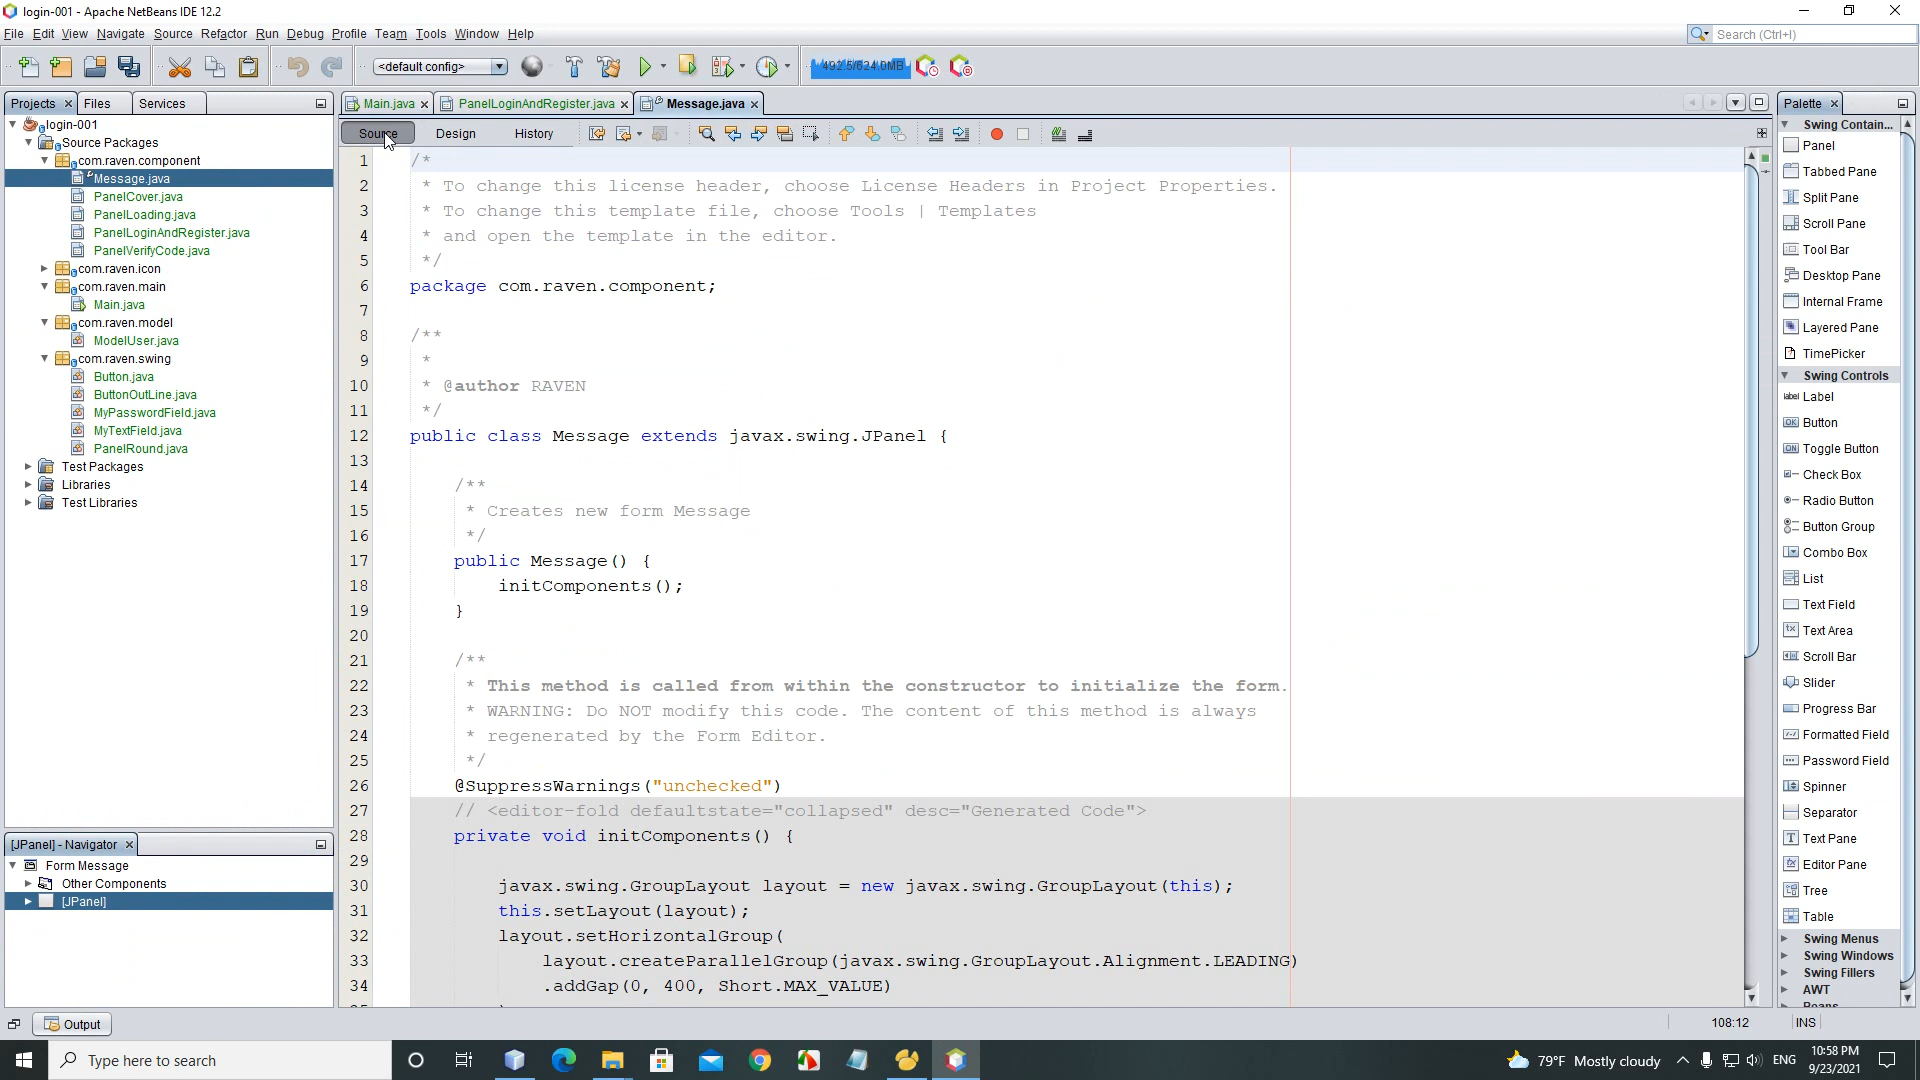 login-001 - Apache NetBeans IDE 12.2
File Edit View Navigate Source Refactor Run Debug Profile Team Tools Window Help
Search (Ctrl+I)
<default config>
492.5/624.0MB
Projects Files Services
Main.java PanelLoginAndRegister.java Message.java
Palette
Source Design History
login-001
Source Packages
com.raven.component
Message.java
PanelCover.java
PanelLoading.java
PanelLoginAndRegister.java
PanelVerifyCode.java
com.raven.icon
com.raven.main
Main.java
com.raven.model
ModelUser.java
com.raven.swing
Button.java
ButtonOutLine.java
MyPasswordField.java
MyTextField.java
PanelRound.java
Test Packages
Libraries
Test Libraries
[JPanel] - Navigator
Form Message
Other Components
[JPanel]
1 /*
2 * To change this license header, choose License Headers in Project Properties.
3 * To change this template file, choose Tools | Templates
4 * and open the template in the editor.
5 */
6 package com.raven.component;
7
8 /**
9 *
10 * @author RAVEN
11 */
12 public class Message extends javax.swing.JPanel {
13
14 /**
15 * Creates new form Message
16 */
17 public Message() {
18 initComponents();
19 }
20
21 /**
22 * This method is called from within the constructor to initialize the form.
23 * WARNING: Do NOT modify this code. The content of this method is always
24 * regenerated by the Form Editor.
25 */
26 @SuppressWarnings("unchecked")
27 // <editor-fold defaultstate="collapsed" desc="Generated Code">
28 private void initComponents() {
29
30 javax.swing.GroupLayout layout = new javax.swing.GroupLayout(this);
31 this.setLayout(layout);
32 layout.setHorizontalGroup(
33 layout.createParallelGroup(javax.swing.GroupLayout.Alignment.LEADING)
34 .addGap(0, 400, Short.MAX_VALUE)
Swing Contain...
Panel
Tabbed Pane
Split Pane
Scroll Pane
Tool Bar
Desktop Pane
Internal Frame
Layered Pane
TimePicker
Swing Controls
Label
Button
Toggle Button
Check Box
Radio Button
Button Group
Combo Box
List
Text Field
Text Area
Scroll Bar
Slider
Progress Bar
Formatted Field
Password Field
Spinner
Separator
Text Pane
Editor Pane
Tree
Table
Swing Menus
Swing Windows
Swing Fillers
AWT
Beans
Output
108:12 INS
Type here to search
79°F Mostly cloudy
ENG
10:58 PM
9/23/2021